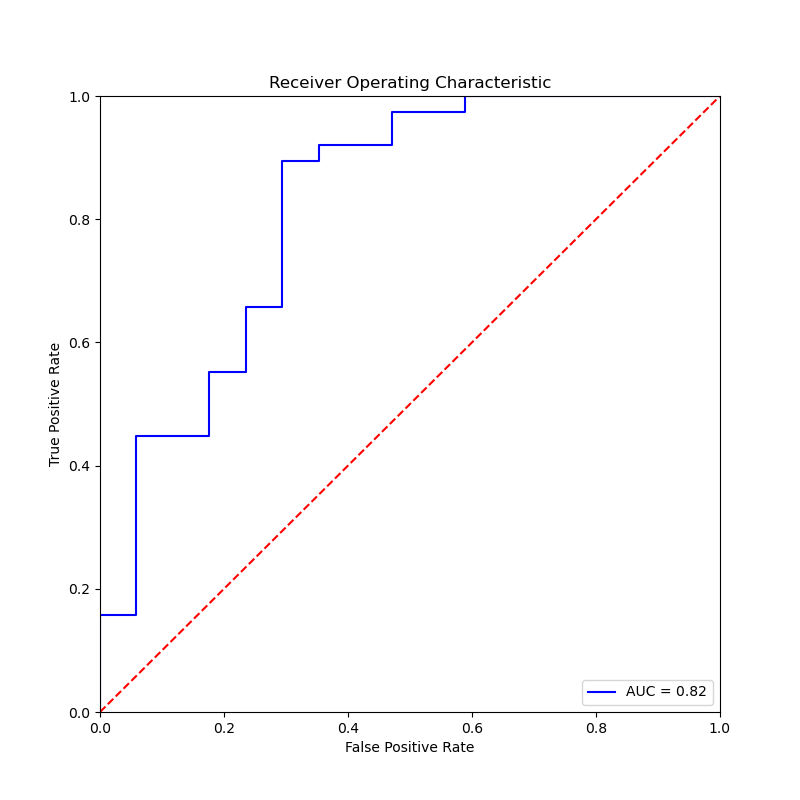 Receiver Operating Characteristic
True Positive Rate
1.0
0.8
0.6
0.4
0.2
0.0
AUC = 0.82
0.0 0.2 0.4 0.6 0.8 1.0
False Positive Rate